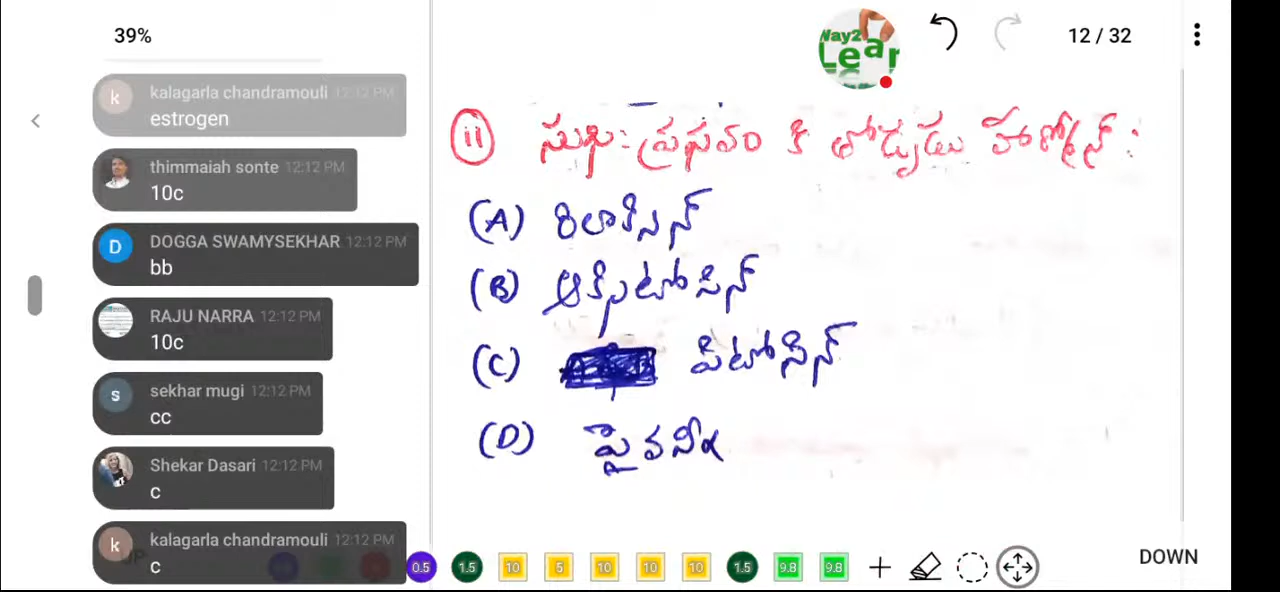 39%
Way2
Lear
12 / 32
kalagarla chandramouli 12:12 PM
estrogen
thimmaiah sonte 12:12 PM
10c
DOGGA SWAMYSEKHAR 12:12 PM
bb
RAJU NARRA 12:12 PM
10c
sekhar mugi 12:12 PM
cc
Shekar Dasari 12:12 PM
c
kalagarla chandramouli 12:12 PM
c
(ii) సుఖ: ప్రసవం కి తోడ్పడు హార్మోన్ :
(A) రిలాక్సిన్
(B) ఆక్సిటోసిన్
(C) పిటోసిన్
(D) పైవనీ
0.5 1.5 10 5 10 10 10 1.5 9.8 9.8
DOWN